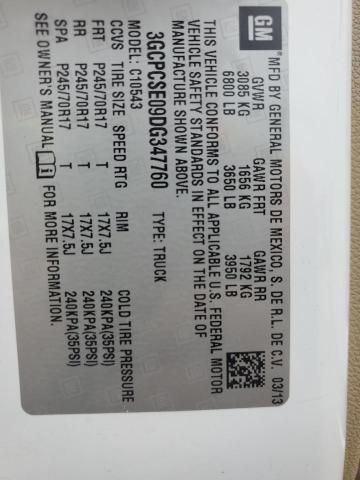 GM
*MFD BY GENERAL MOTORS DE MEXICO, S. DE R.L. DE C.V. 03/13
GVWR GAWR FRT GAWR RR
3085 KG 1656 KG 1792 KG
6800 LB 3650 LB 3950 LB
THIS VEHICLE CONFORMS TO ALL APPLICABLE U.S. FEDERAL MOTOR
VEHICLE SAFETY STANDARDS IN EFFECT ON THE DATE OF
MANUFACTURE SHOWN ABOVE.
3GCPCSE09DG347760 TYPE: TRUCK
MODEL: C10543
CCVS TIRE SIZE SPEED RTG RIM COLD TIRE PRESSURE
FRT P245/70R17 T 17X7.5J 240KPA(35PSI)
RR P245/70R17 T 17X7.5J 240KPA(35PSI)
SPA P245/70R17 T 17X7.5J 240KPA(35PSI)
SEE OWNER'S MANUAL FOR MORE INFORMATION.